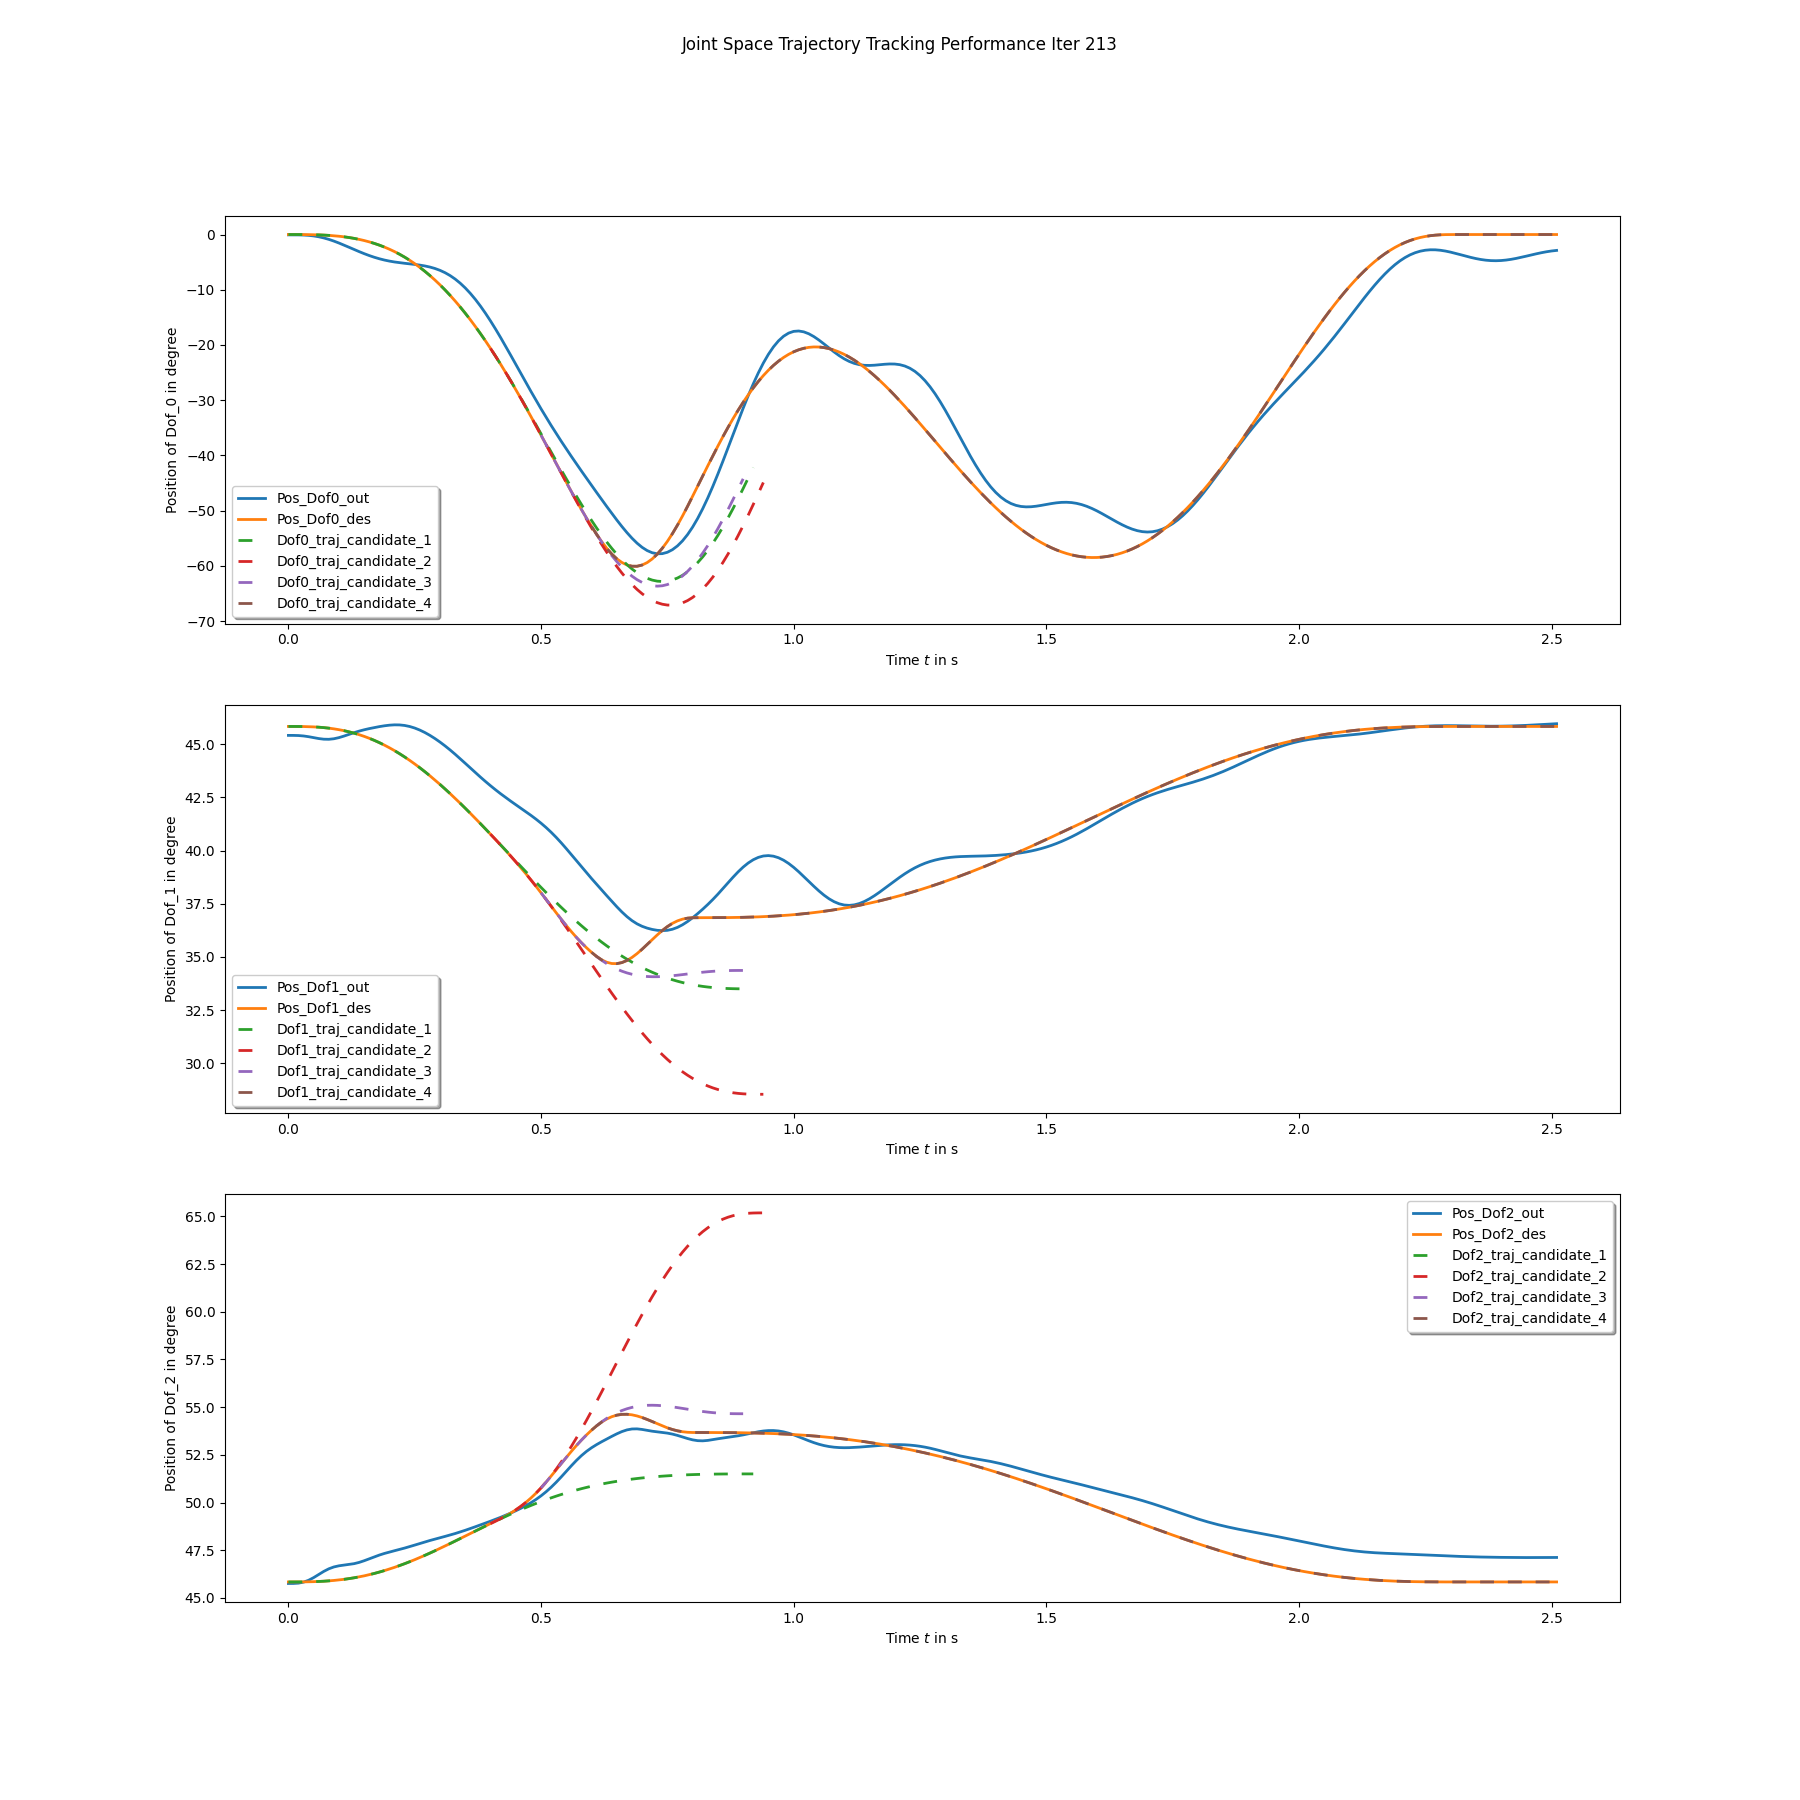 Joint Space Trajectory Tracking Performance Iter 213
Position of Dof_0 in degree
0
−10
−20
−30
−40
−50
−60
−70
Pos_Dof0_out
Pos_Dof0_des
Dof0_traj_candidate_1
Dof0_traj_candidate_2
Dof0_traj_candidate_3
Dof0_traj_candidate_4
0.0 0.5 1.0 1.5 2.0 2.5
Time t in s
Position of Dof_1 in degree
45.0
42.5
40.0
37.5
35.0
32.5
30.0
Pos_Dof1_out
Pos_Dof1_des
Dof1_traj_candidate_1
Dof1_traj_candidate_2
Dof1_traj_candidate_3
Dof1_traj_candidate_4
0.0 0.5 1.0 1.5 2.0 2.5
Time t in s
Position of Dof_2 in degree
65.0
62.5
60.0
57.5
55.0
52.5
50.0
47.5
45.0
Pos_Dof2_out
Pos_Dof2_des
Dof2_traj_candidate_1
Dof2_traj_candidate_2
Dof2_traj_candidate_3
Dof2_traj_candidate_4
0.0 0.5 1.0 1.5 2.0 2.5
Time t in s